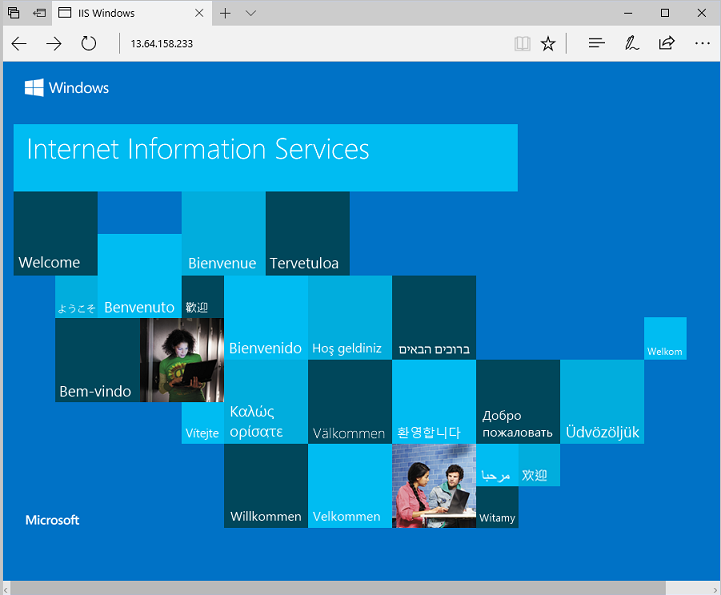 IIS Windows
13.64.158.233
Windows
Internet Information Services
Welcome
Bienvenue
Tervetuloa
ようこそ
Benvenuto
歡迎
Bienvenido
Hoş geldiniz
ברוכים הבאים
Welkom
Bem-vindo
Vítejte
Καλώς
ορίσατε
Välkommen
환영합니다
Добро
пожаловать
Üdvözöljük
مرحبا
欢迎
Willkommen
Velkommen
Witamy
Microsoft